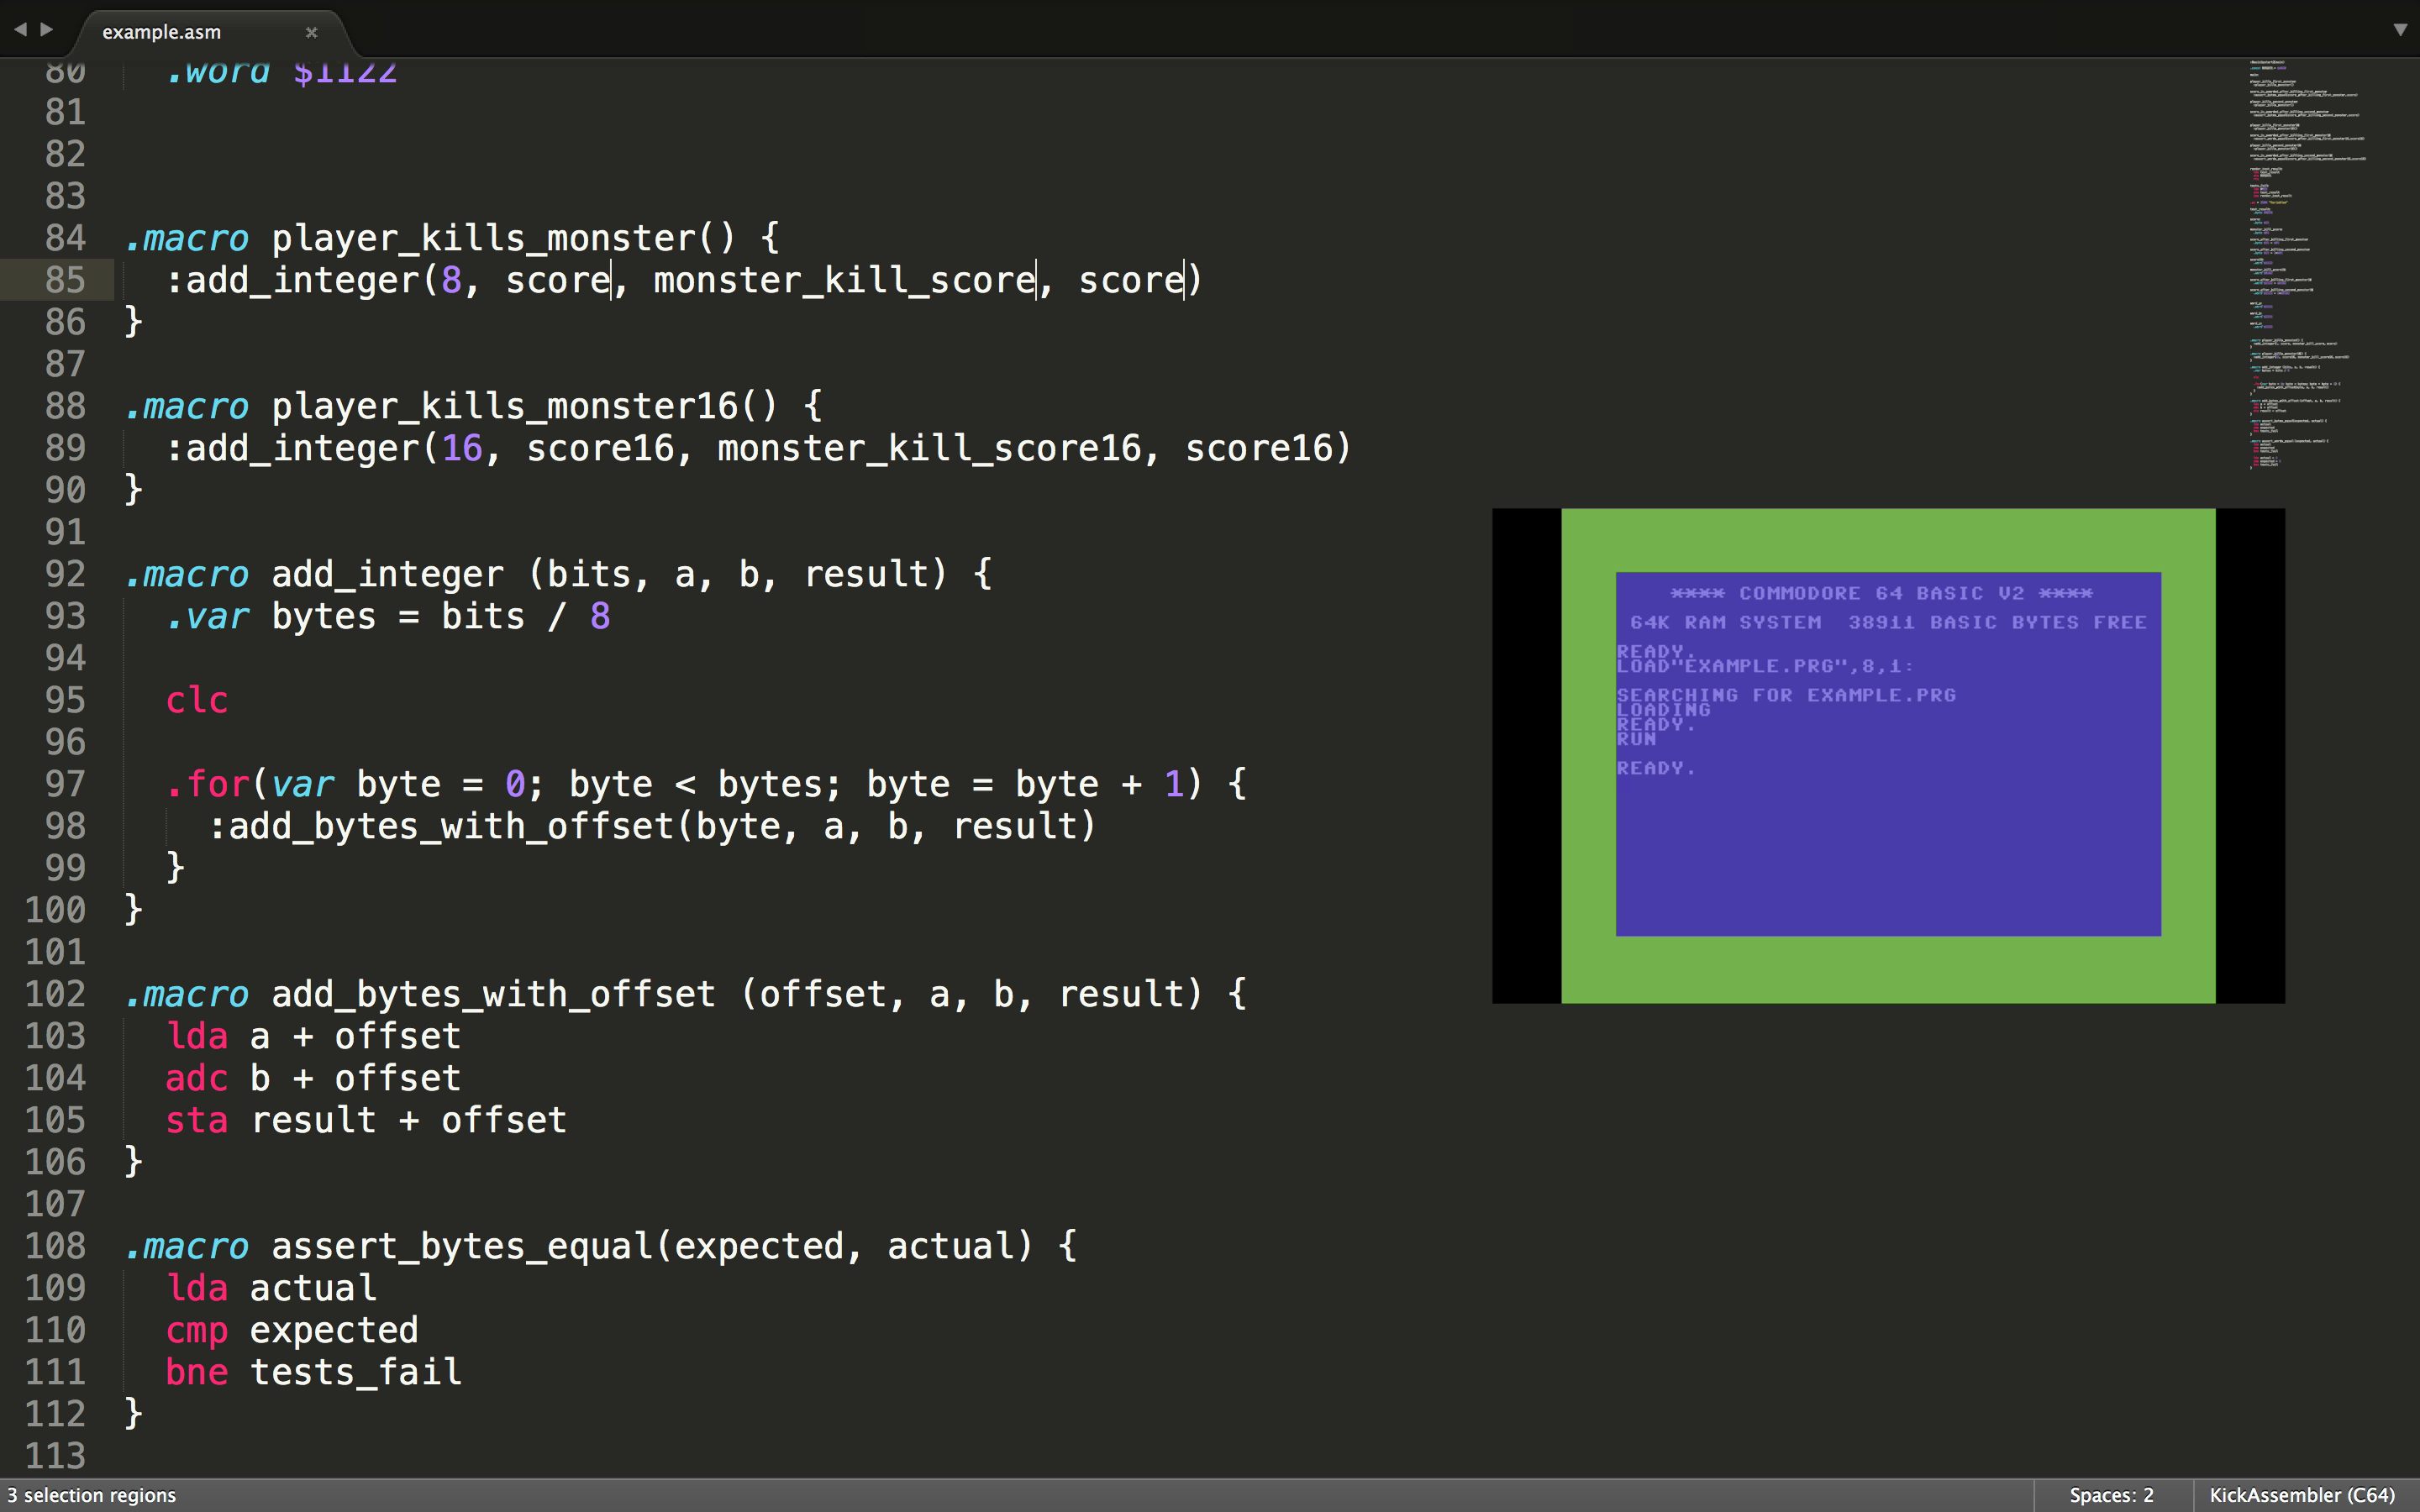 example.asm
80 .word $1122
81
82
83
84 .macro player_kills_monster() {
85 :add_integer(8, score, monster_kill_score, score)
86 }
87
88 .macro player_kills_monster16() {
89 :add_integer(16, score16, monster_kill_score16, score16)
90 }
91
92 .macro add_integer (bits, a, b, result) {
93 .var bytes = bits / 8
94
95 clc
96
97 .for(var byte = 0; byte < bytes; byte = byte + 1) {
98 :add_bytes_with_offset(byte, a, b, result)
99 }
100 }
101
102 .macro add_bytes_with_offset (offset, a, b, result) {
103 lda a + offset
104 adc b + offset
105 sta result + offset
106 }
107
108 .macro assert_bytes_equal(expected, actual) {
109 lda actual
110 cmp expected
111 bne tests_fail
112 }
113
**** COMMODORE 64 BASIC V2 ****
64K RAM SYSTEM 38911 BASIC BYTES FREE
READY.
LOAD"EXAMPLE.PRG",8,1:
SEARCHING FOR EXAMPLE.PRG
LOADING
READY.
RUN
READY.
3 selection regions
Spaces: 2
KickAssembler (C64)